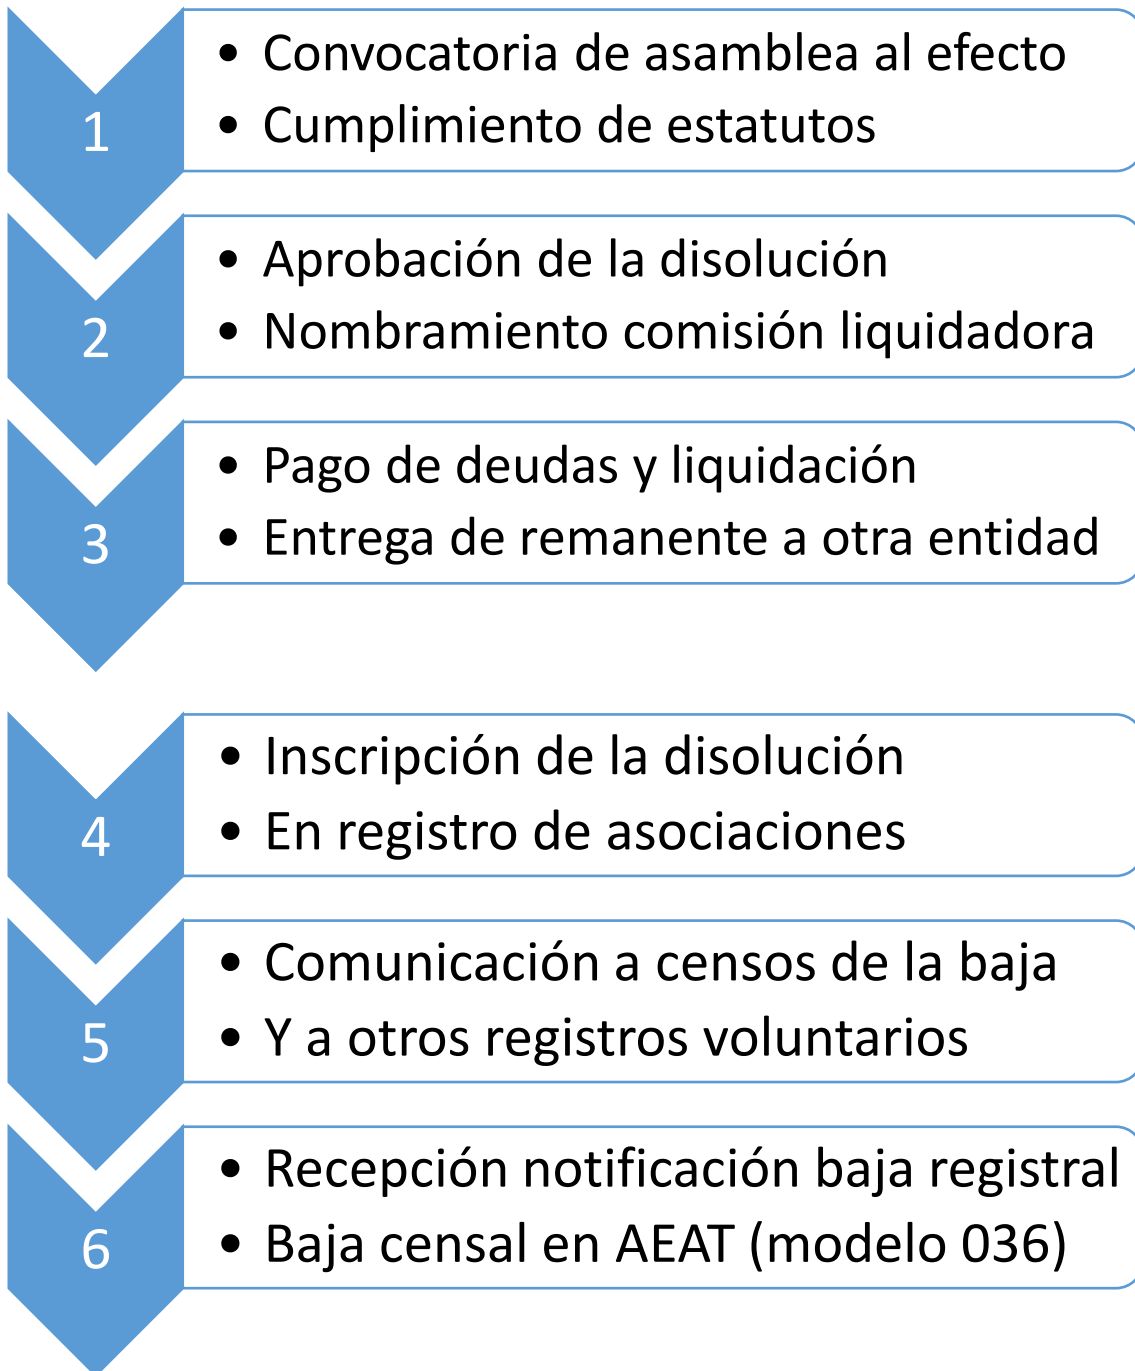 1
• Convocatoria de asamblea al efecto
• Cumplimiento de estatutos
2
• Aprobación de la disolución
• Nombramiento comisión liquidadora
3
• Pago de deudas y liquidación
• Entrega de remanente a otra entidad
4
• Inscripción de la disolución
• En registro de asociaciones
5
• Comunicación a censos de la baja
• Y a otros registros voluntarios
6
• Recepción notificación baja registral
• Baja censal en AEAT (modelo 036)